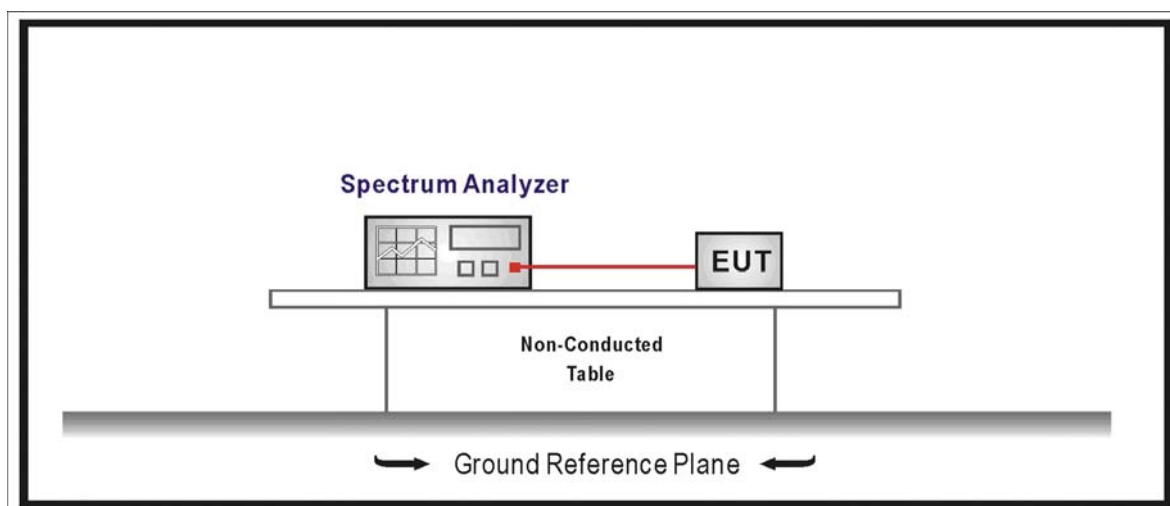 Spectrum Analyzer
EUT
Non-Conducted
Table
Ground Reference Plane